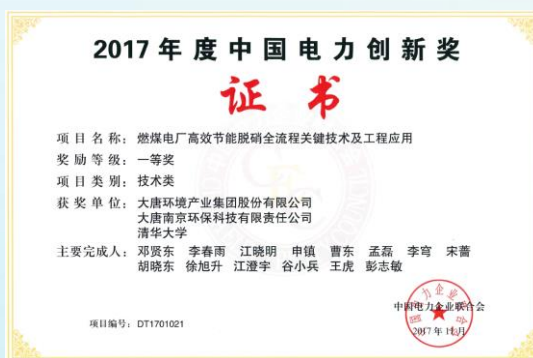 2017年度中国电力创新奖
证书
项目名称：燃煤电厂高效节能脱硝全流程关键技术及工程应用
奖励等级：一等奖
项目类别：技术类
获奖单位：大唐环境产业集团股份有限公司
大唐南京环保科技有限责任公司
清华大学
主要完成人：邓贤东 李春雨 江晓明 申镇 曹东 孟磊 李穹 宋蔷
胡晓东 徐旭升 江澄宇 谷小兵 王虎 彭志敏
中国电力企业联合会
项目编号：DT1701021
2017年12月